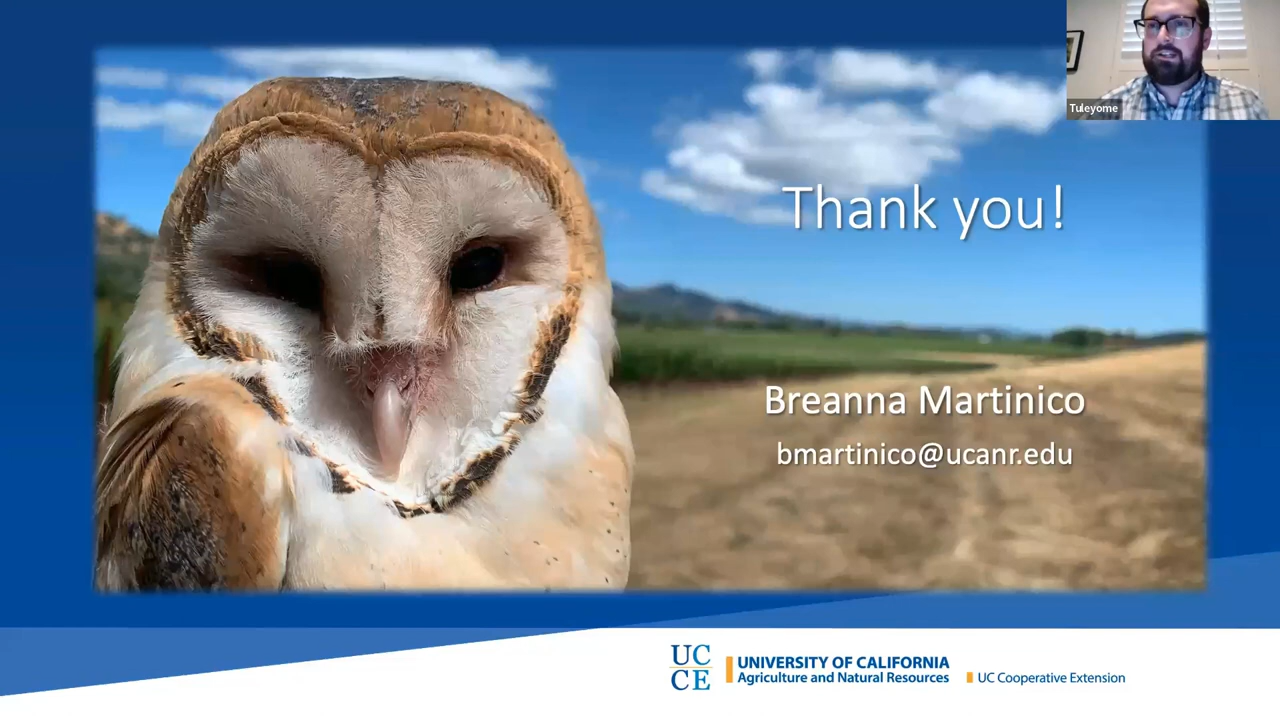 Tuleyome
Thank you!
Breanna Martinico
bmartinico@ucanr.edu
UC
CE
UNIVERSITY OF CALIFORNIA
Agriculture and Natural Resources
UC Cooperative Extension